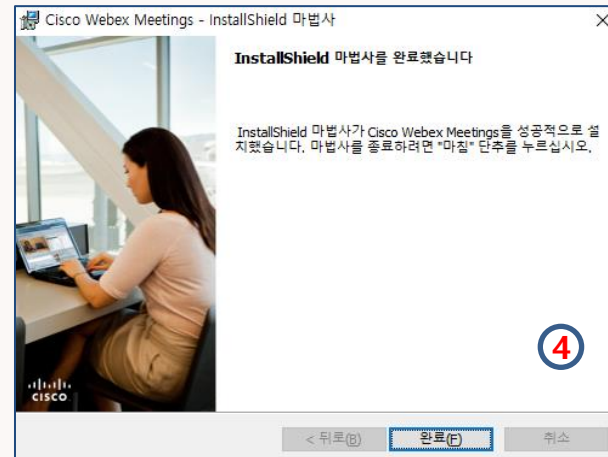 Cisco Webex Meetings - InstallShield 마법사
InstallShield 마법사를 완료했습니다
InstallShield 마법사가 Cisco Webex Meetings을 성공적으로 설
치했습니다. 마법사를 종료하려면 "마침" 단추를 누르십시오.
4
CISCO
< 뒤로(B) 완료(F) 취소